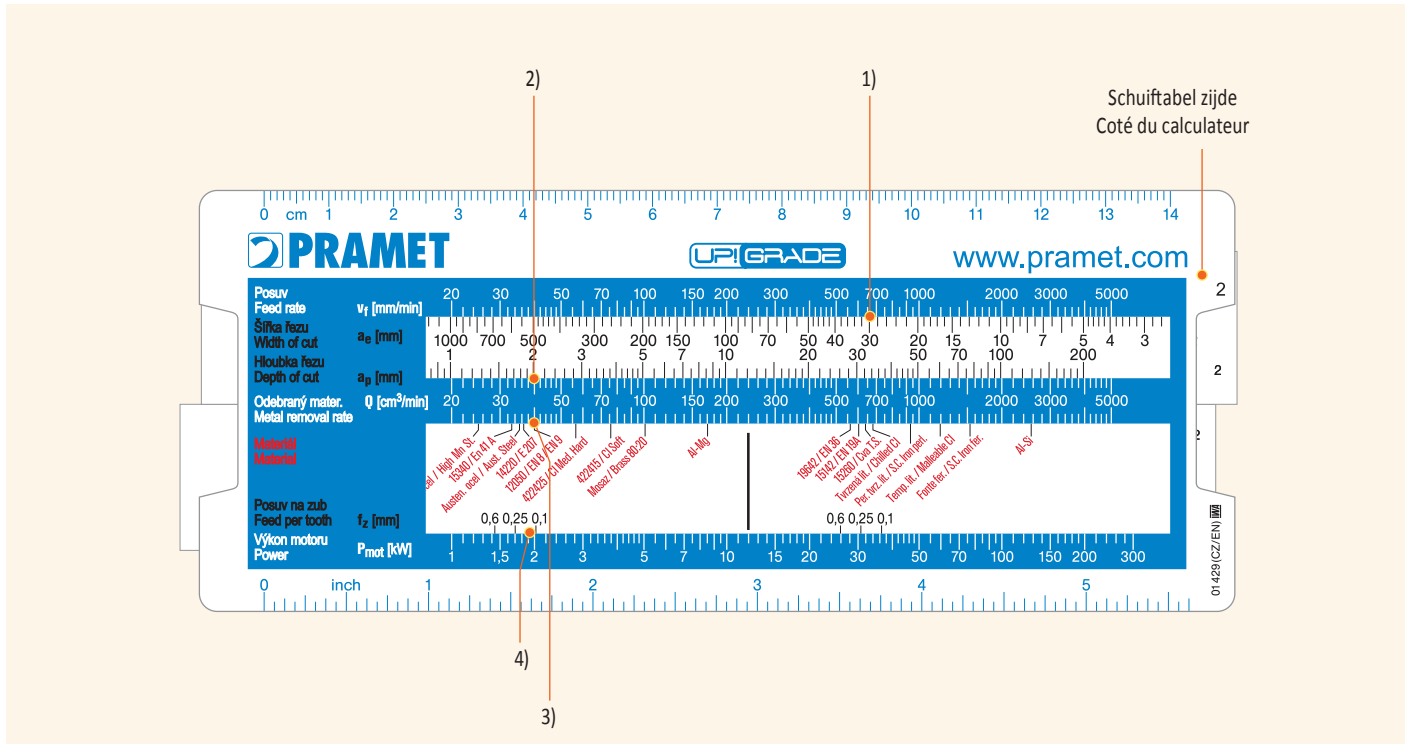 2)
1)
Schuiftabel zijde
Coté du calculateur
0 cm 1 2 3 4 5 6 7 8 9 10 11 12 13 14
PRAMET
UP!GRADE
www.pramet.com
2
Posuv
Feed rate vf [mm/min]
20 30 50 70 100 150 200 300 500 700 1000 2000 3000 5000
Šířka řezu
Width of cut ae [mm]
1000 700 500 300 200 150 100 70 50 40 30 20 15 10 7 5 4 3
Hloubka řezu
Depth of cut ap [mm]
1 2 3 5 7 10 20 30 50 70 100 200
2
Odebraný mater. Q [cm³/min]
Metal removal rate
20 30 50 70 100 150 200 300 500 700 1000 2000 3000 5000
Materiál
Material
ocel / High Mn St.
15340 / En 41 A
Austen. ocel / Aust. Steel
14220 / E 207
12050 / EN 8 / EN 9
422425 / CI Med. Hard
422415 / CI Soft
Mosaz / Brass 80:20
Al-Mg
19642 / EN 36
15142 / EN 19A
15260 / Cva T.S.
Tvrzená lit. / Chilled CI
Per. tvrz. lit. / S.C. Iron perl.
Temp. lit. / Malleable CI
Fonte fer. / S.C. Iron fer.
Al-SI
Posuv na zub
Feed per tooth fz [mm]
0,6 0,25 0,1 0,6 0,25 0,1
Výkon motoru
Power Pmot [kW]
1 1,5 2 3 5 7 10 15 20 30 50 70 100 150 200 300
01429 (CZ/EN)
0 inch 1 2 3 4 5
4)
3)